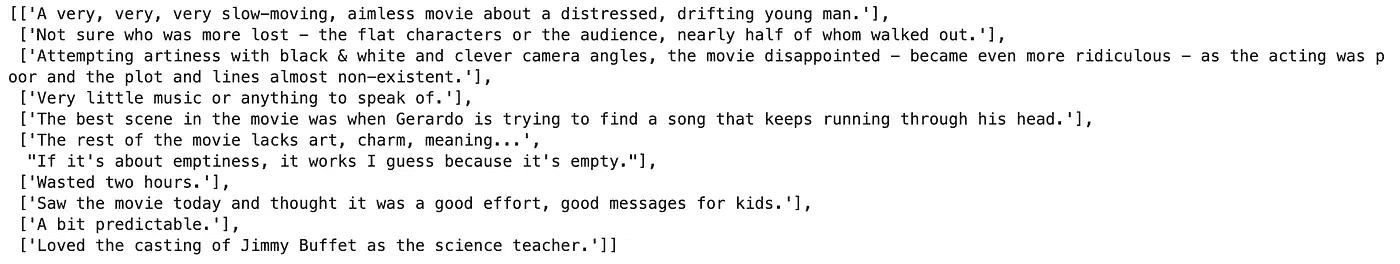 [['A very, very, very slow-moving, aimless movie about a distressed, drifting young man.'],
['Not sure who was more lost - the flat characters or the audience, nearly half of whom walked out.'],
['Attempting artiness with black & white and clever camera angles, the movie disappointed - became even more ridiculous - as the acting was p
oor and the plot and lines almost non-existent.'],
['Very little music or anything to speak of.'],
['The best scene in the movie was when Gerardo is trying to find a song that keeps running through his head.'],
['The rest of the movie lacks art, charm, meaning...',
"If it's about emptiness, it works I guess because it's empty."],
['Wasted two hours.'],
['Saw the movie today and thought it was a good effort, good messages for kids.'],
['A bit predictable.'],
['Loved the casting of Jimmy Buffet as the science teacher.']]